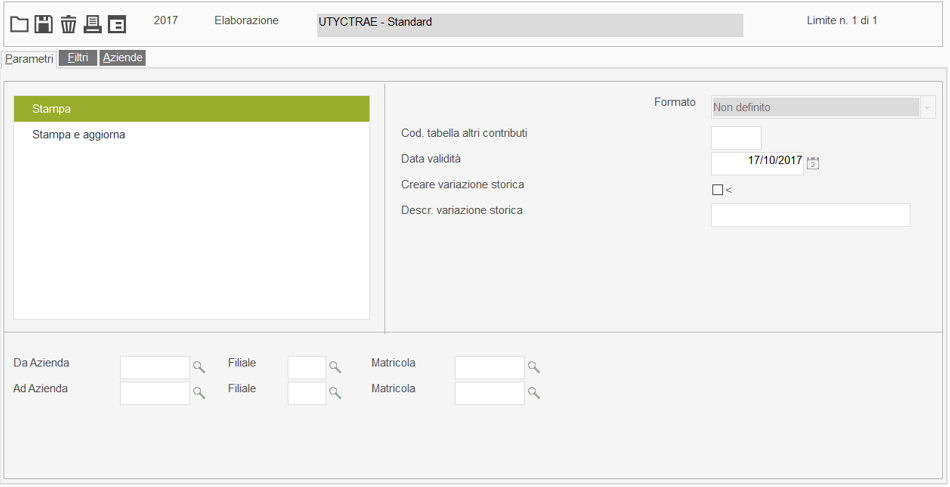 2017 Elaborazione UTYCTRAE - Standard Limite n. 1 di 1
Parametri Filtri Aziende
Stampa
Stampa e aggiorna
Formato Non definito
Cod. tabella altri contributi
Data validità 17/10/2017
Creare variazione storica <
Descr. variazione storica
Da Azienda Filiale Matricola
Ad Azienda Filiale Matricola